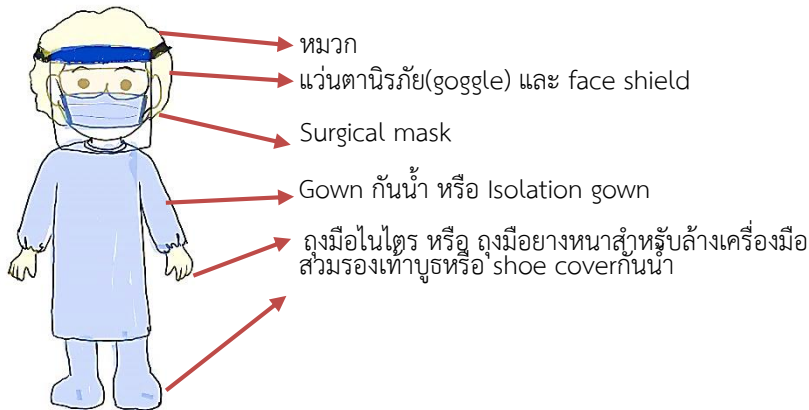 หมวก
แว่นตานิรภัย(goggle) และ face shield
Surgical mask
Gown กันน้ำ หรือ Isolation gown
ถุงมือไนไตร หรือ ถุงมือยางหนาสำหรับล้างเครื่องมือ
สวมรองเท้าบูธหรือ shoe coverกันน้ำ